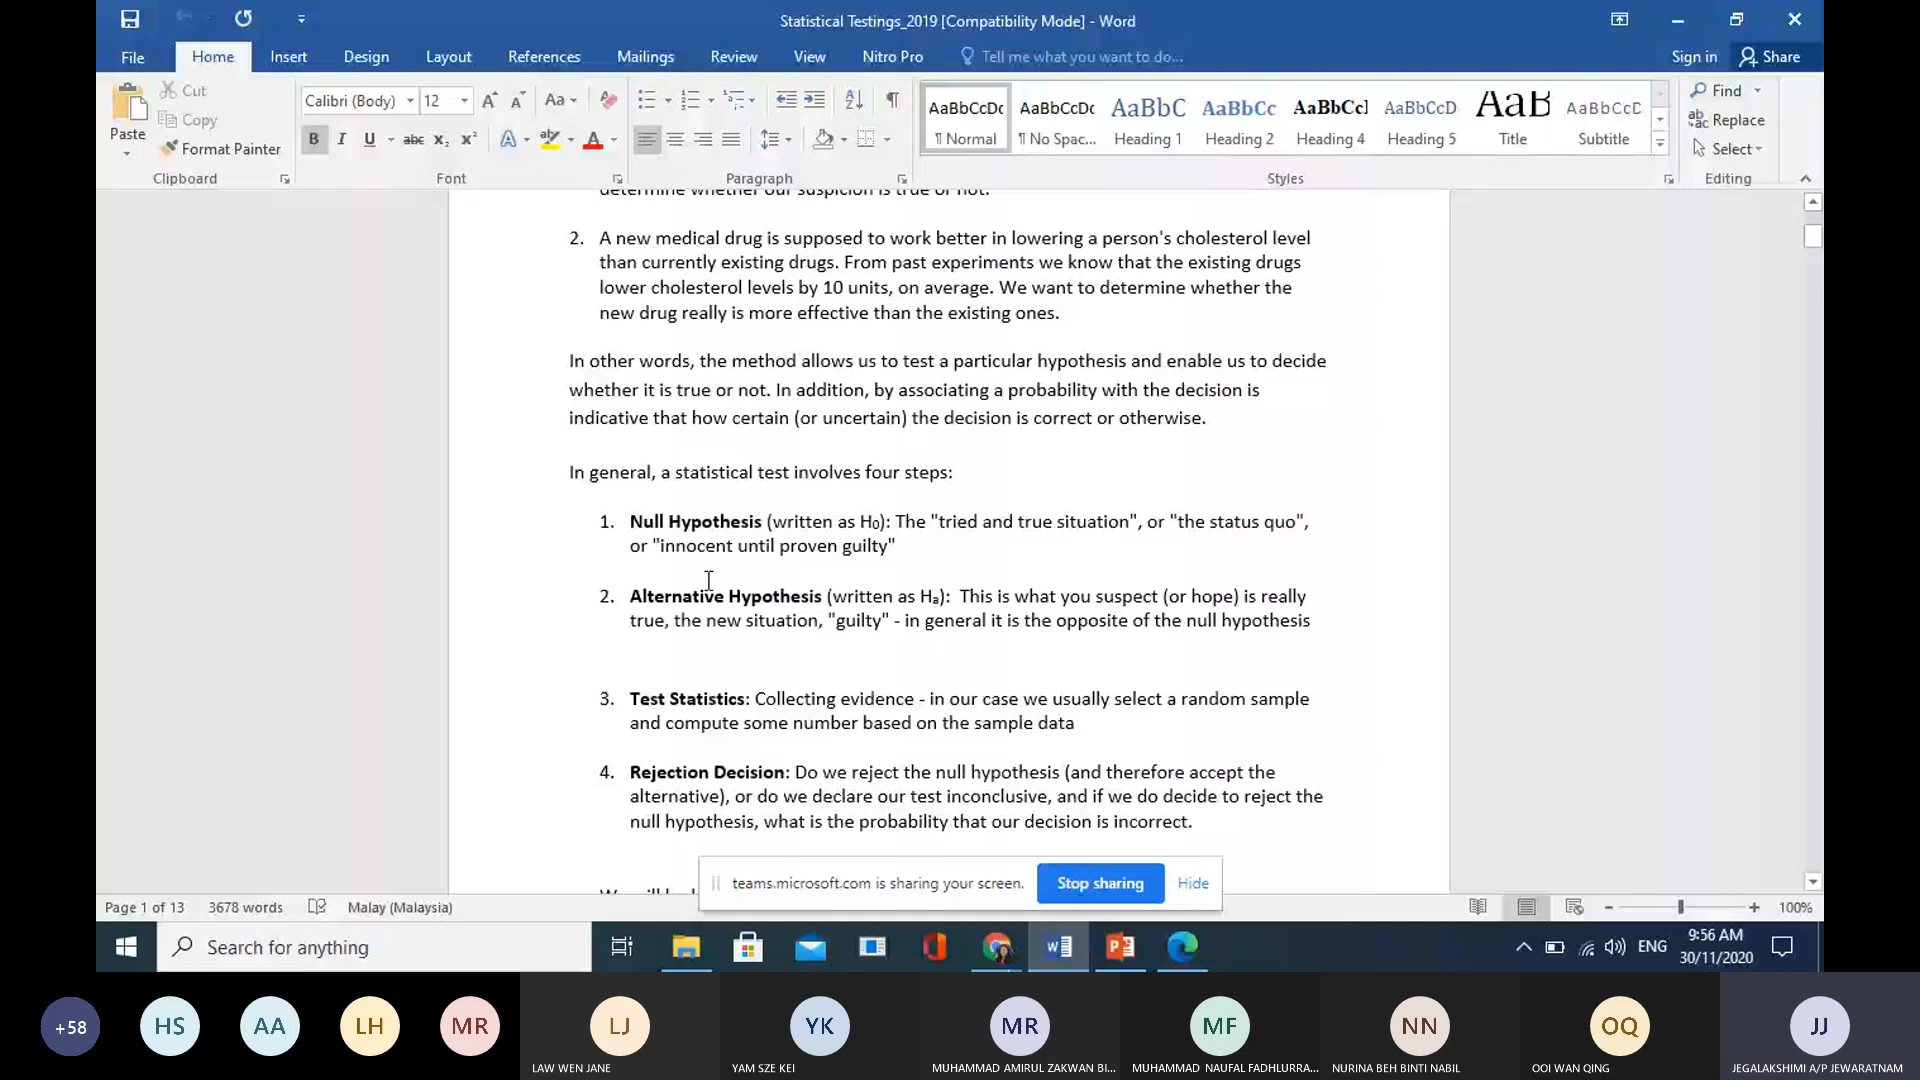 Statistical Testings_2019 [Compatibility Mode] - Word
File Home Insert Design Layout References Mailings Review View Nitro Pro Tell me what you want to do... Sign in Share
Paste
Cut
Copy
Format Painter
Clipboard
Calibri (Body) 12
Font
Paragraph
AaBbCcDc AaBbCcDc AaBbC AaBbCc AaBbCcI AaBbCcD AaB AaBbCcD
¶ Normal ¶ No Spac... Heading 1 Heading 2 Heading 4 Heading 5 Title Subtitle
Styles
Find
Replace
Select
Editing
determine whether our suspicion is true or not.
2. A new medical drug is supposed to work better in lowering a person's cholesterol level
than currently existing drugs. From past experiments we know that the existing drugs
lower cholesterol levels by 10 units, on average. We want to determine whether the
new drug really is more effective than the existing ones.
In other words, the method allows us to test a particular hypothesis and enable us to decide
whether it is true or not. In addition, by associating a probability with the decision is
indicative that how certain (or uncertain) the decision is correct or otherwise.
In general, a statistical test involves four steps:
1. Null Hypothesis (written as H₀): The "tried and true situation", or "the status quo",
or "innocent until proven guilty"
2. Alternative Hypothesis (written as Hₐ): This is what you suspect (or hope) is really
true, the new situation, "guilty" - in general it is the opposite of the null hypothesis
3. Test Statistics: Collecting evidence - in our case we usually select a random sample
and compute some number based on the sample data
4. Rejection Decision: Do we reject the null hypothesis (and therefore accept the
alternative), or do we declare our test inconclusive, and if we do decide to reject the
null hypothesis, what is the probability that our decision is incorrect.
teams.microsoft.com is sharing your screen. Stop sharing Hide
Page 1 of 13 3678 words Malay (Malaysia) 100%
Search for anything
ENG
9:56 AM
30/11/2020
+58 HS AA LH MR LJ YK MR MF NN OQ JJ
LAW WEN JANE YAM SZE KEI MUHAMMAD AMIRUL ZAKWAN BI... MUHAMMAD NAUFAL FADHLURRA... NURINA BEH BINTI NABIL OOI WAN QING JEGALAKSHIMI A/P JEWARATNAM